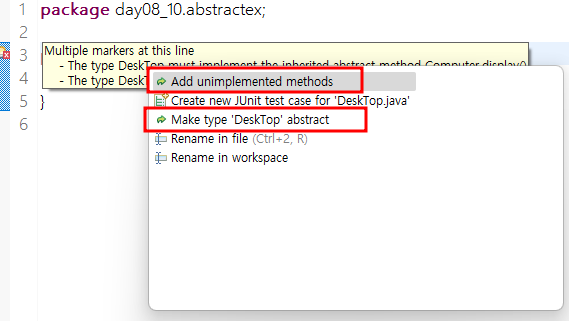 1 package day08_10.abstractex;
2
3
Multiple markers at this line
- The type DeskTop must implement the inherited abstract method Computer.display()
4
- The type DeskT
Add unimplemented methods
Create new JUnit test case for 'DeskTop.java'
5 }
Make type 'DeskTop' abstract
6
Rename in file (Ctrl+2, R)
Rename in workspace